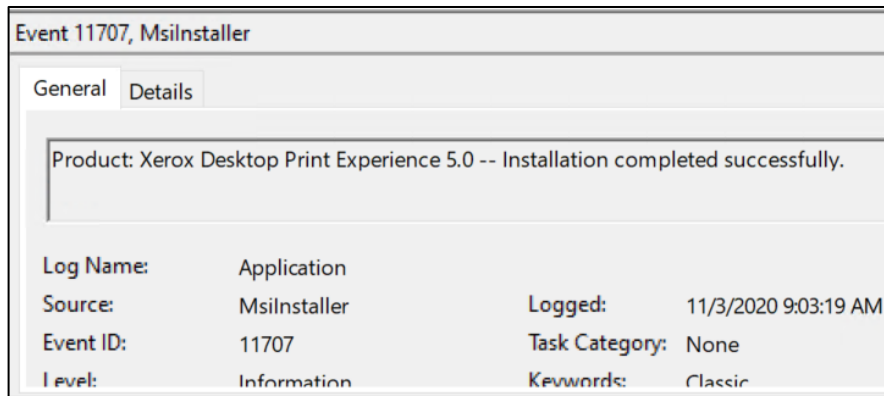 Event 11707, MsiInstaller
General Details
Product: Xerox Desktop Print Experience 5.0 -- Installation completed successfully.
Log Name: Application
Source: MsiInstaller Logged: 11/3/2020 9:03:19 AM
Event ID: 11707 Task Category: None
Level: Information Keywords: Classic